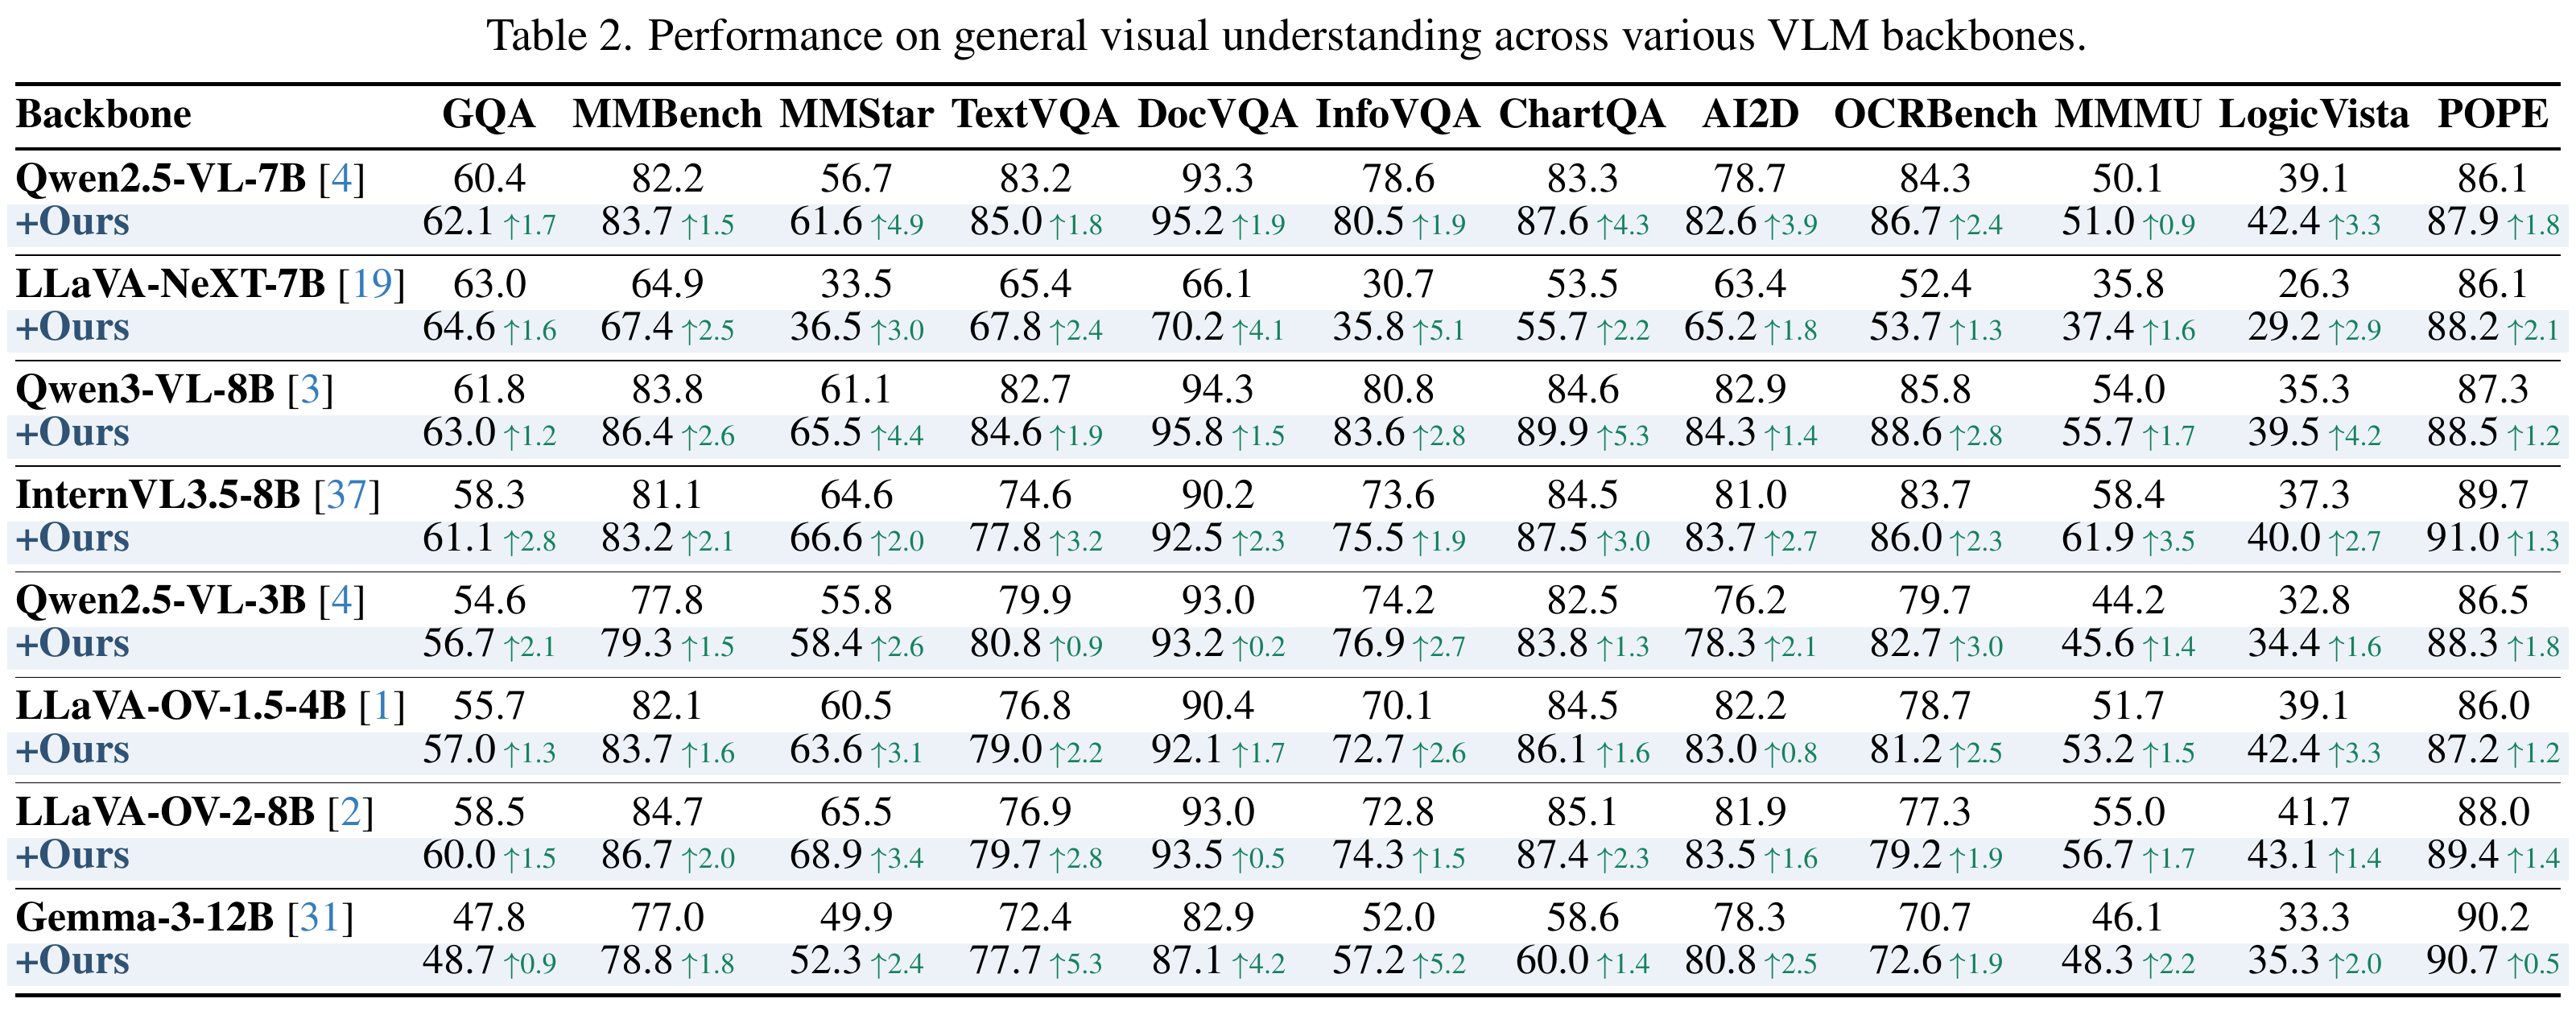 Table 2. Performance on general visual understanding across various VLM backbones.
Backbone GQA MMBench MMStar TextVQA DocVQA InfoVQA ChartQA AI2D OCRBench MMMU LogicVista POPE
Qwen2.5-VL-7B [4] 60.4 82.2 56.7 83.2 93.3 78.6 83.3 78.7 84.3 50.1 39.1 86.1
+Ours 62.1 ↑1.7 83.7 ↑1.5 61.6 ↑4.9 85.0 ↑1.8 95.2 ↑1.9 80.5 ↑1.9 87.6 ↑4.3 82.6 ↑3.9 86.7 ↑2.4 51.0 ↑0.9 42.4 ↑3.3 87.9 ↑1.8
LLaVA-NeXT-7B [19] 63.0 64.9 33.5 65.4 66.1 30.7 53.5 63.4 52.4 35.8 26.3 86.1
+Ours 64.6 ↑1.6 67.4 ↑2.5 36.5 ↑3.0 67.8 ↑2.4 70.2 ↑4.1 35.8 ↑5.1 55.7 ↑2.2 65.2 ↑1.8 53.7 ↑1.3 37.4 ↑1.6 29.2 ↑2.9 88.2 ↑2.1
Qwen3-VL-8B [3] 61.8 83.8 61.1 82.7 94.3 80.8 84.6 82.9 85.8 54.0 35.3 87.3
+Ours 63.0 ↑1.2 86.4 ↑2.6 65.5 ↑4.4 84.6 ↑1.9 95.8 ↑1.5 83.6 ↑2.8 89.9 ↑5.3 84.3 ↑1.4 88.6 ↑2.8 55.7 ↑1.7 39.5 ↑4.2 88.5 ↑1.2
InternVL3.5-8B [37] 58.3 81.1 64.6 74.6 90.2 73.6 84.5 81.0 83.7 58.4 37.3 89.7
+Ours 61.1 ↑2.8 83.2 ↑2.1 66.6 ↑2.0 77.8 ↑3.2 92.5 ↑2.3 75.5 ↑1.9 87.5 ↑3.0 83.7 ↑2.7 86.0 ↑2.3 61.9 ↑3.5 40.0 ↑2.7 91.0 ↑1.3
Qwen2.5-VL-3B [4] 54.6 77.8 55.8 79.9 93.0 74.2 82.5 76.2 79.7 44.2 32.8 86.5
+Ours 56.7 ↑2.1 79.3 ↑1.5 58.4 ↑2.6 80.8 ↑0.9 93.2 ↑0.2 76.9 ↑2.7 83.8 ↑1.3 78.3 ↑2.1 82.7 ↑3.0 45.6 ↑1.4 34.4 ↑1.6 88.3 ↑1.8
LLaVA-OV-1.5-4B [1] 55.7 82.1 60.5 76.8 90.4 70.1 84.5 82.2 78.7 51.7 39.1 86.0
+Ours 57.0 ↑1.3 83.7 ↑1.6 63.6 ↑3.1 79.0 ↑2.2 92.1 ↑1.7 72.7 ↑2.6 86.1 ↑1.6 83.0 ↑0.8 81.2 ↑2.5 53.2 ↑1.5 42.4 ↑3.3 87.2 ↑1.2
LLaVA-OV-2-8B [2] 58.5 84.7 65.5 76.9 93.0 72.8 85.1 81.9 77.3 55.0 41.7 88.0
+Ours 60.0 ↑1.5 86.7 ↑2.0 68.9 ↑3.4 79.7 ↑2.8 93.5 ↑0.5 74.3 ↑1.5 87.4 ↑2.3 83.5 ↑1.6 79.2 ↑1.9 56.7 ↑1.7 43.1 ↑1.4 89.4 ↑1.4
Gemma-3-12B [31] 47.8 77.0 49.9 72.4 82.9 52.0 58.6 78.3 70.7 46.1 33.3 90.2
+Ours 48.7 ↑0.9 78.8 ↑1.8 52.3 ↑2.4 77.7 ↑5.3 87.1 ↑4.2 57.2 ↑5.2 60.0 ↑1.4 80.8 ↑2.5 72.6 ↑1.9 48.3 ↑2.2 35.3 ↑2.0 90.7 ↑0.5